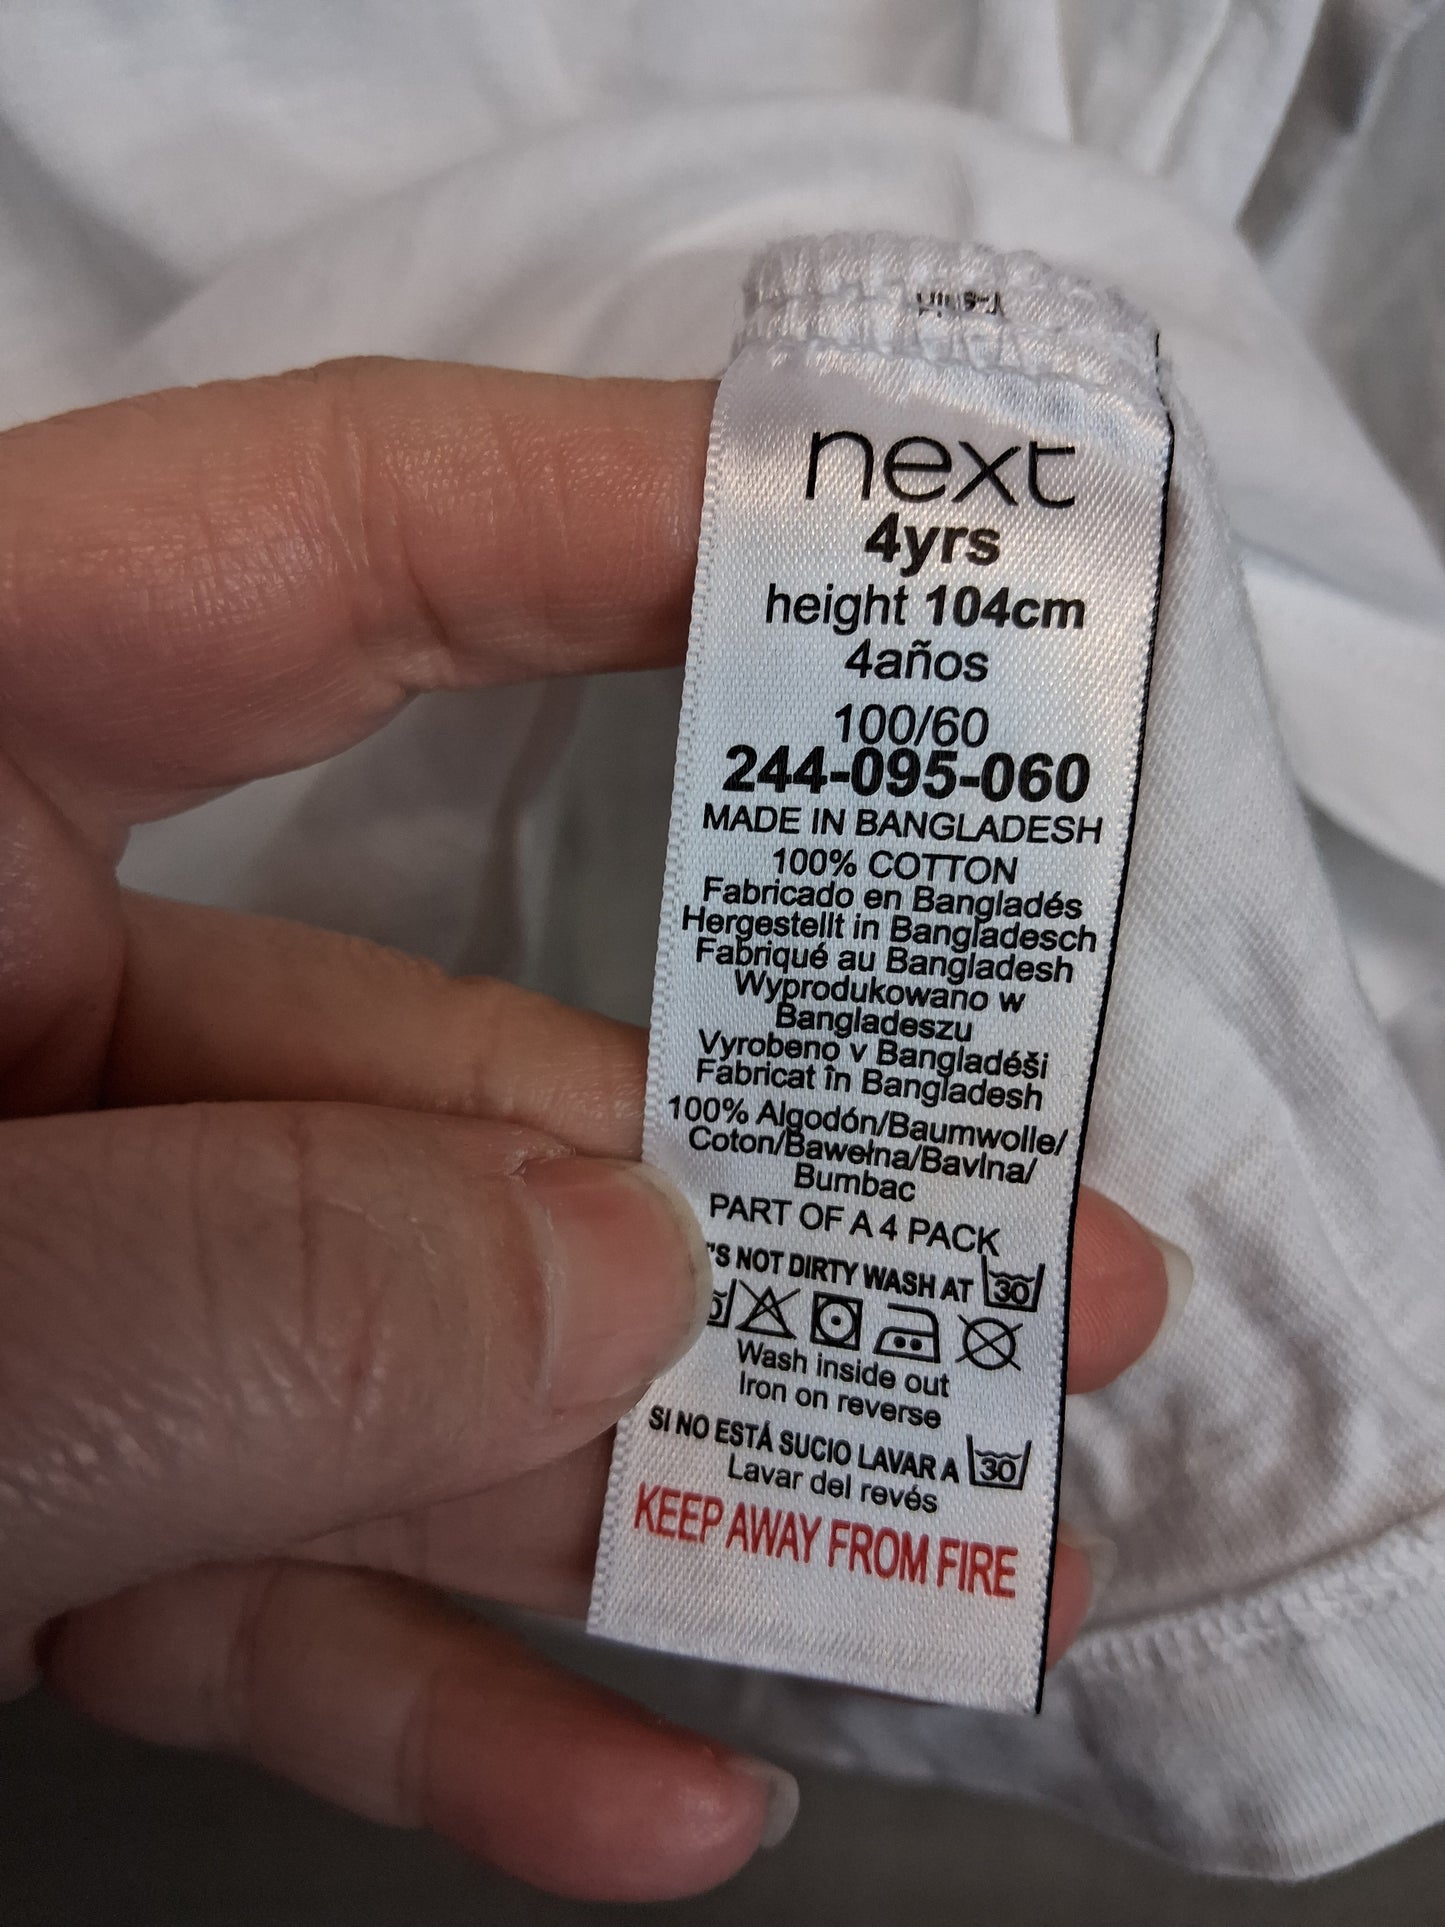 next
4yrs
height 104cm
4años
100/60
244-095-060
MADE IN BANGLADESH
100% COTTON
Fabricado en Bangladés
Hergestellt in Bangladesch
Fabriqué au Bangladesh
Wyprodukowano w
Bangladeszu
Vyrobeno v Bangladéši
Fabricat în Bangladesh
100% Algodón/Baumwolle/
Coton/Bawełna/Bavlna/
Bumbac
PART OF A 4 PACK
'S NOT DIRTY WASH AT 30
Wash inside out
Iron on reverse
SI NO ESTÁ SUCIO LAVAR A 30
Lavar del revés
KEEP AWAY FROM FIRE